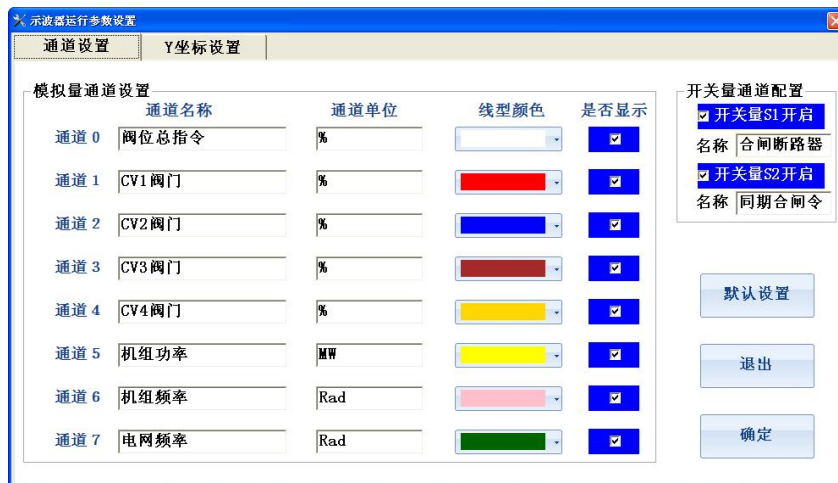 示波器运行参数设置
通道设置 Y坐标设置
模拟量通道设置
通道名称 通道单位 线型颜色 是否显示
通道 0 阀位总指令 %
通道 1 CV1阀门 %
通道 2 CV2阀门 %
通道 3 CV3阀门 %
通道 4 CV4阀门 %
通道 5 机组功率 MW
通道 6 机组频率 Rad
通道 7 电网频率 Rad
开关量通道配置
开关量S1开启
名称 合闸断路器
开关量S2开启
名称 同期合闸令
默认设置
退出
确定